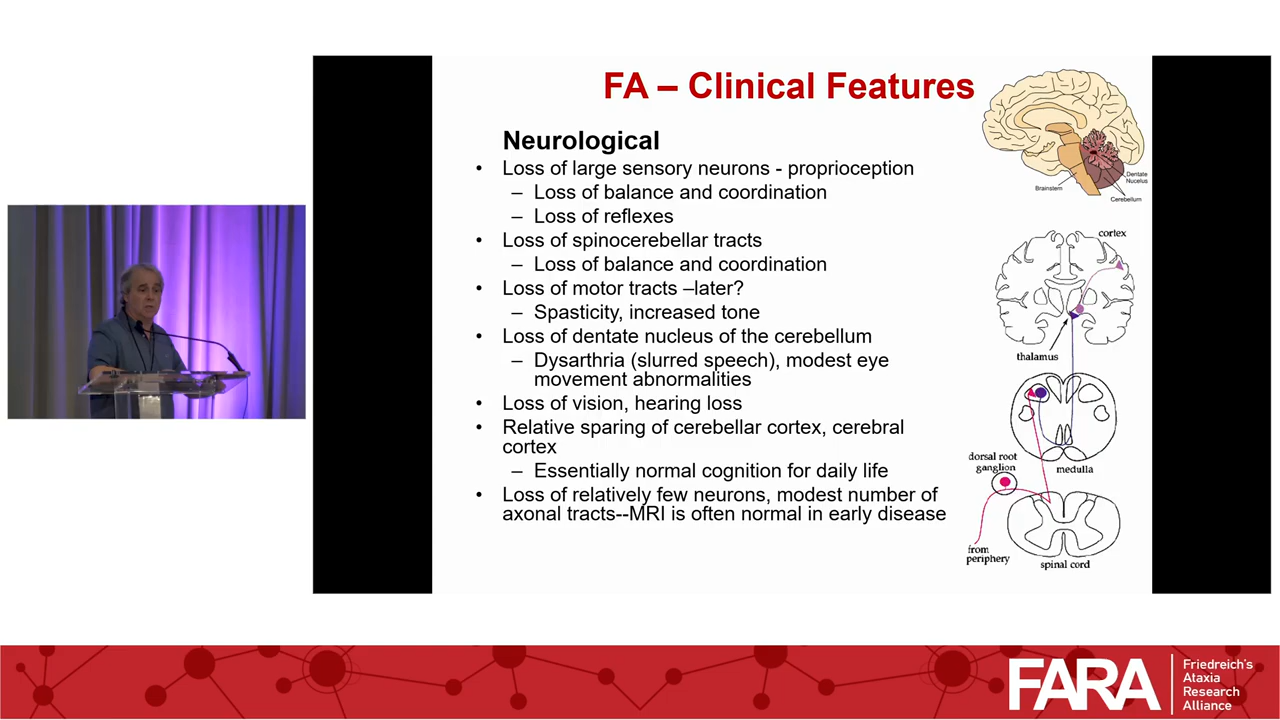 FA – Clinical Features
Neurological
• Loss of large sensory neurons - proprioception
– Loss of balance and coordination
– Loss of reflexes
• Loss of spinocerebellar tracts
– Loss of balance and coordination
• Loss of motor tracts –later?
– Spasticity, increased tone
• Loss of dentate nucleus of the cerebellum
– Dysarthria (slurred speech), modest eye
movement abnormalities
• Loss of vision, hearing loss
• Relative sparing of cerebellar cortex, cerebral
cortex
– Essentially normal cognition for daily life
• Loss of relatively few neurons, modest number of
axonal tracts--MRI is often normal in early disease
Dentate
Nucelus
Brainstem
Cerebellum
cortex
thalamus
dorsal root
ganglion
medulla
from
periphery
spinal cord
FARA
Friedreich's
Ataxia
Research
Alliance